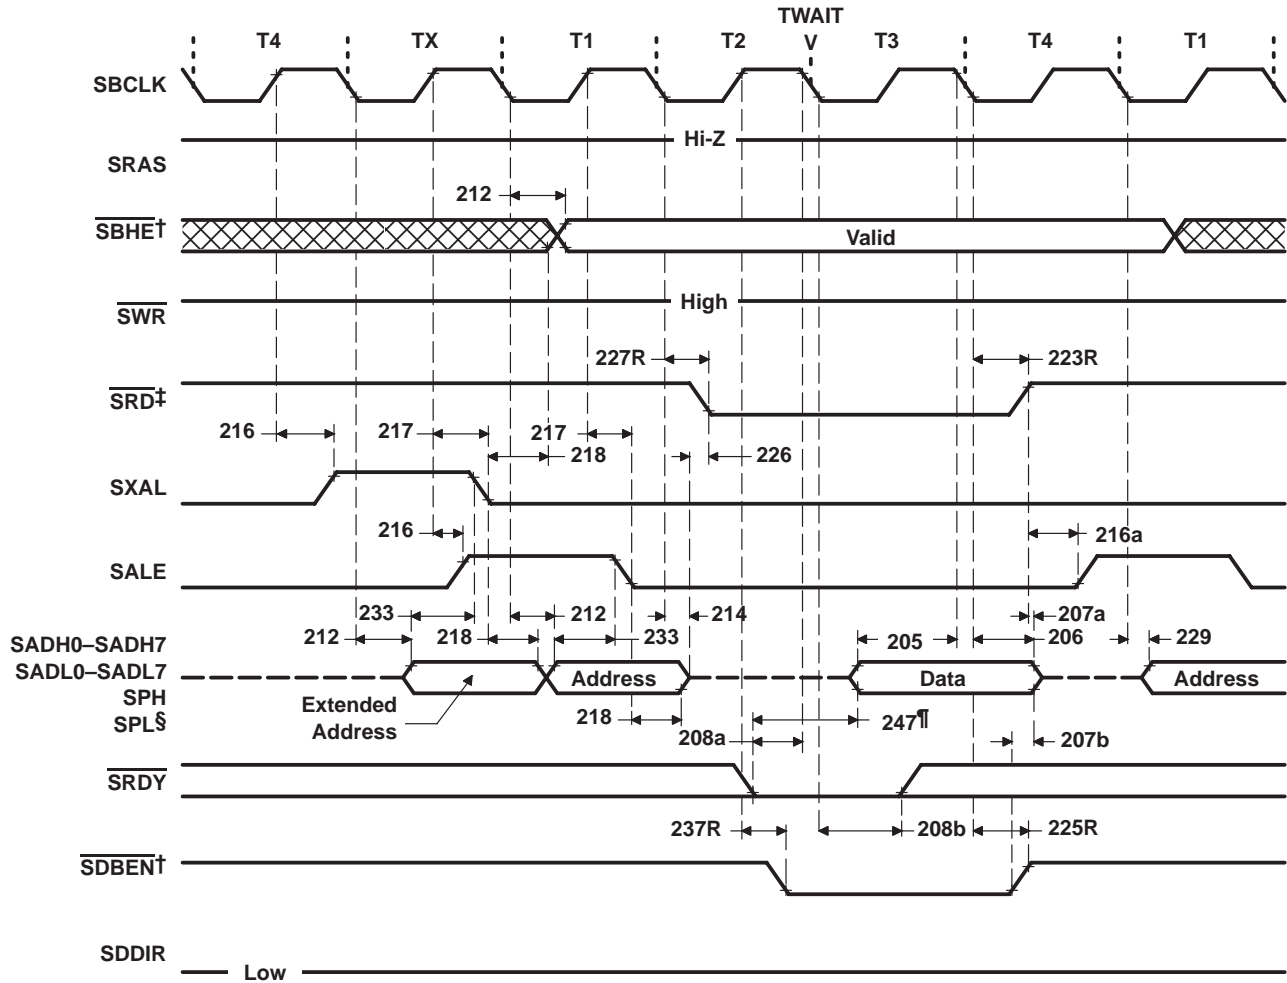 TWAIT
T4 TX T1 T2 V T3 T4 T1
SBCLK
Hi-Z
SRAS
212
SBHE†
Valid
High
SWR
227R 223R
SRD‡
216 217 217
218 226
SXAL
216 216a
SALE
233 212 214 207a
212 218 233 205 206 229
SADH0–SADH7
SADL0–SADL7 Address Data Address
SPH
Extended
SPL§
Address
218 247¶
208a 207b
SRDY
237R 208b 225R
SDBEN†
SDDIR
Low